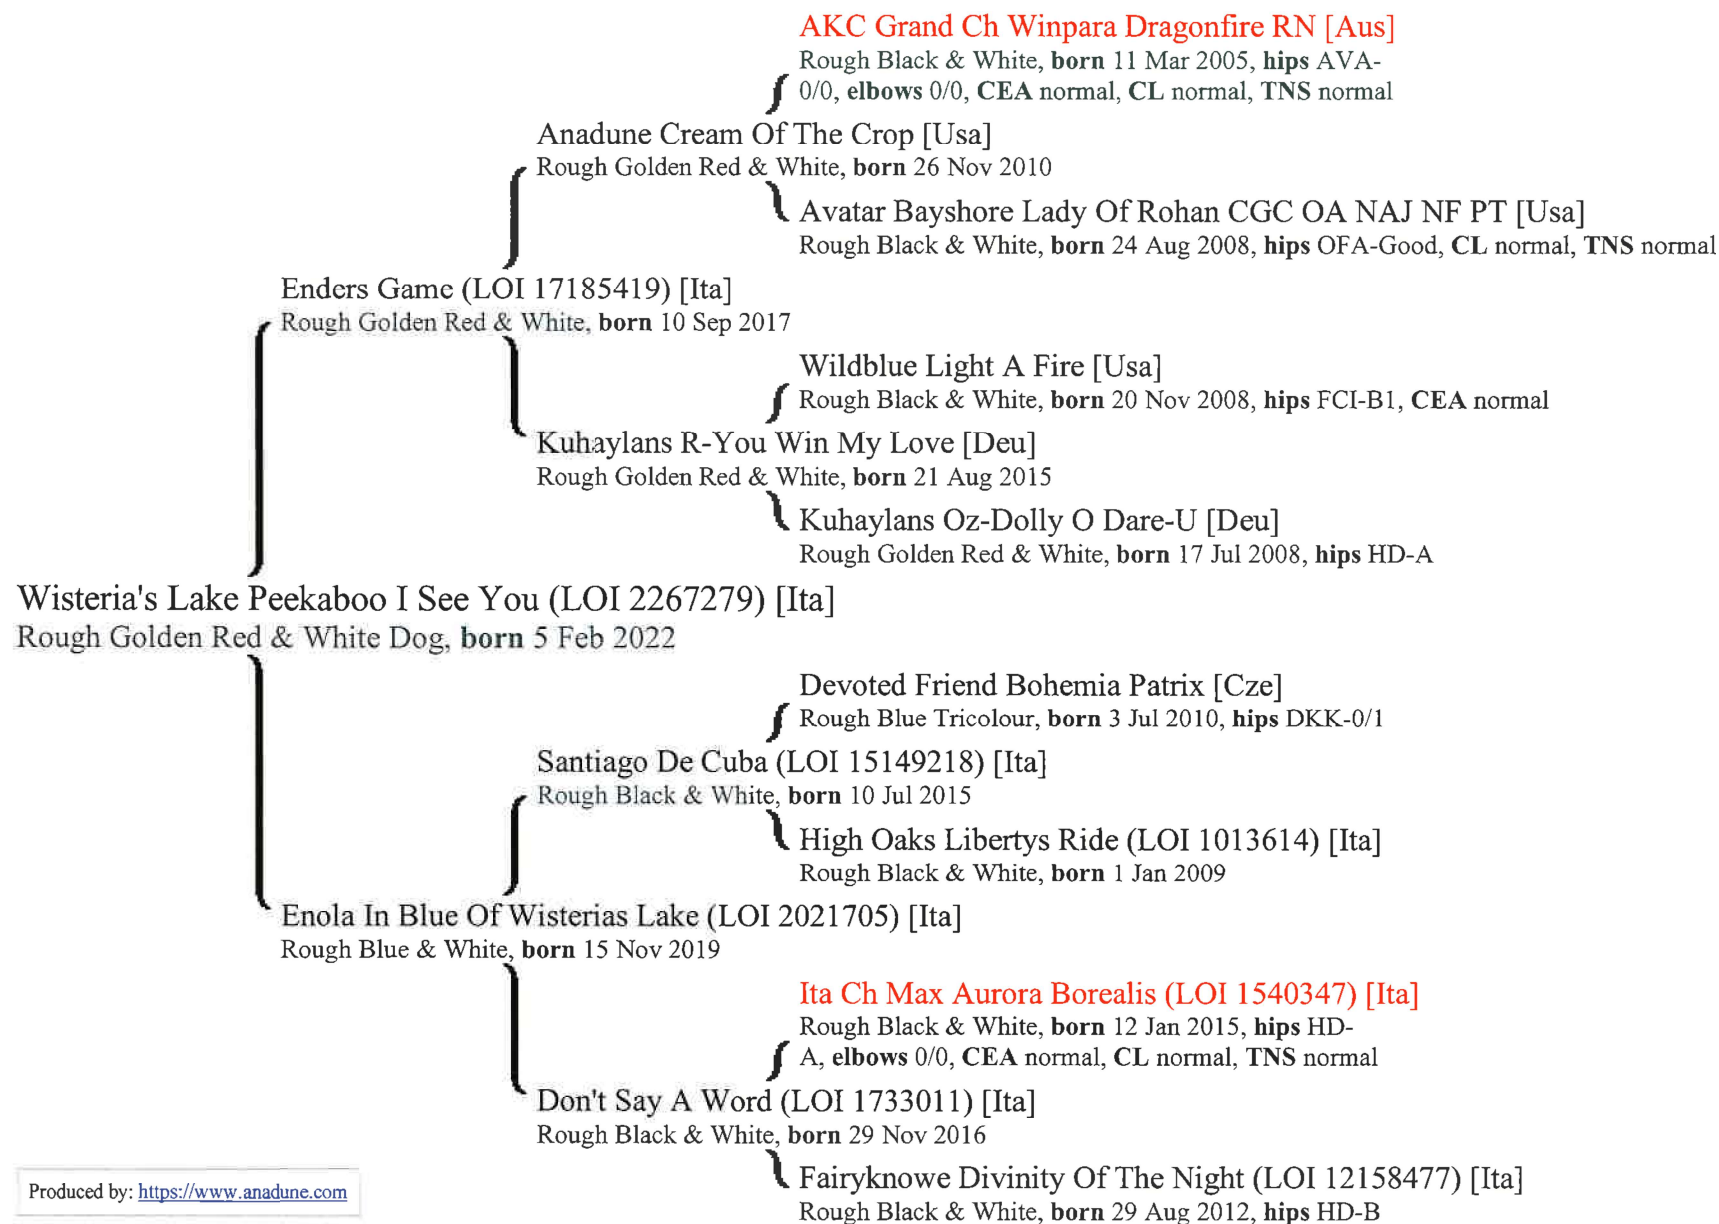 AKC Grand Ch Winpara Dragonfire RN [Aus]
Rough Black & White, born 11 Mar 2005, hips AVA-
0/0, elbows 0/0, CEA normal, CL normal, TNS normal
Anadune Cream Of The Crop [Usa]
Rough Golden Red & White, born 26 Nov 2010
Avatar Bayshore Lady Of Rohan CGC OA NAJ NF PT [Usa]
Rough Black & White, born 24 Aug 2008, hips OFA-Good, CL normal, TNS normal
Enders Game (LOI 17185419) [Ita]
Rough Golden Red & White, born 10 Sep 2017
Wildblue Light A Fire [Usa]
Rough Black & White, born 20 Nov 2008, hips FCI-B1, CEA normal
Kuhaylans R-You Win My Love [Deu]
Rough Golden Red & White, born 21 Aug 2015
Kuhaylans Oz-Dolly O Dare-U [Deu]
Rough Golden Red & White, born 17 Jul 2008, hips HD-A
Wisteria's Lake Peekaboo I See You (LOI 2267279) [Ita]
Rough Golden Red & White Dog, born 5 Feb 2022
Devoted Friend Bohemia Patrix [Cze]
Rough Blue Tricolour, born 3 Jul 2010, hips DKK-0/1
Santiago De Cuba (LOI 15149218) [Ita]
Rough Black & White, born 10 Jul 2015
High Oaks Libertys Ride (LOI 1013614) [Ita]
Rough Black & White, born 1 Jan 2009
Enola In Blue Of Wisterias Lake (LOI 2021705) [Ita]
Rough Blue & White, born 15 Nov 2019
Ita Ch Max Aurora Borealis (LOI 1540347) [Ita]
Rough Black & White, born 12 Jan 2015, hips HD-
A, elbows 0/0, CEA normal, CL normal, TNS normal
Don't Say A Word (LOI 1733011) [Ita]
Rough Black & White, born 29 Nov 2016
Fairyknowe Divinity Of The Night (LOI 12158477) [Ita]
Rough Black & White, born 29 Aug 2012, hips HD-B
Produced by: https://www.anadune.com